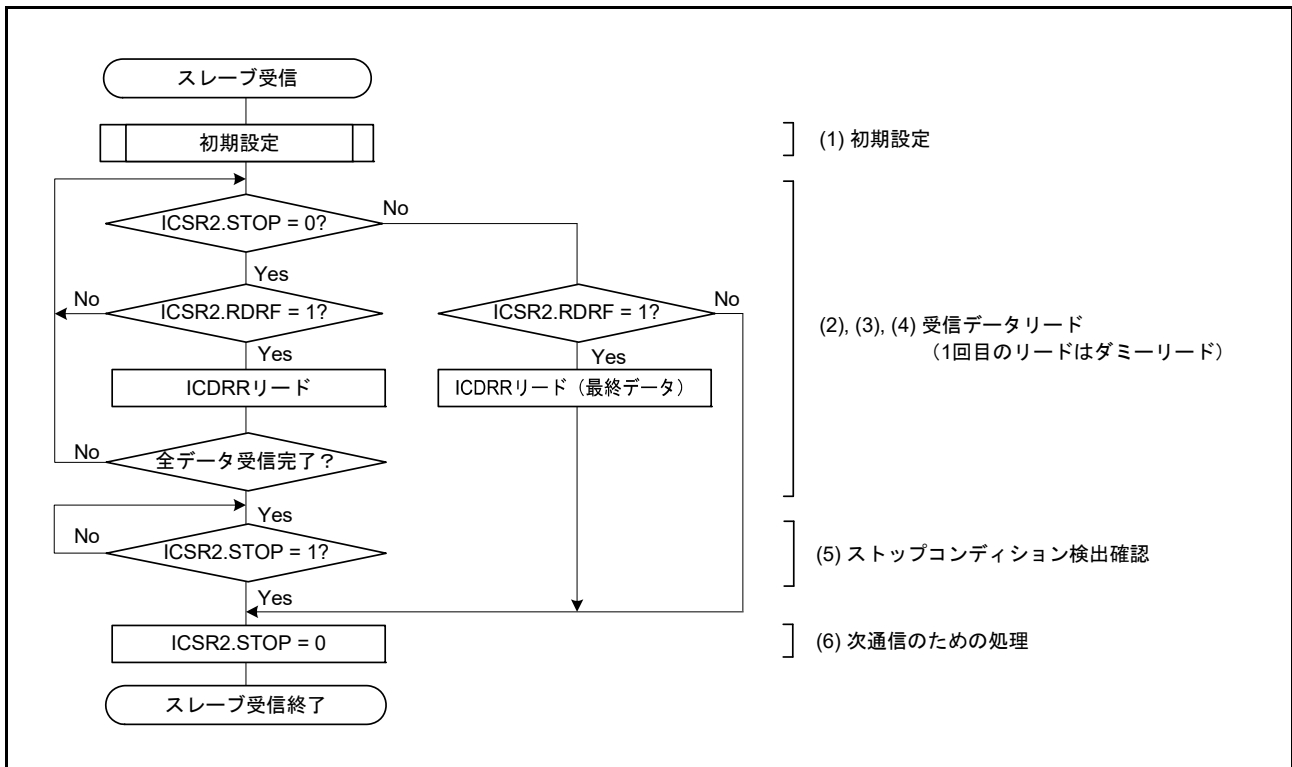 スレーブ受信
初期設定
(1) 初期設定
ICSR2.STOP = 0?
No
Yes
No
ICSR2.RDRF = 1?
ICSR2.RDRF = 1?
No
(2), (3), (4) 受信データリード
（1回目のリードはダミーリード）
Yes
Yes
ICDRRリード
ICDRRリード（最終データ）
No
全データ受信完了？
Yes
No
ICSR2.STOP = 1?
(5) ストップコンディション検出確認
Yes
ICSR2.STOP = 0
(6) 次通信のための処理
スレーブ受信終了